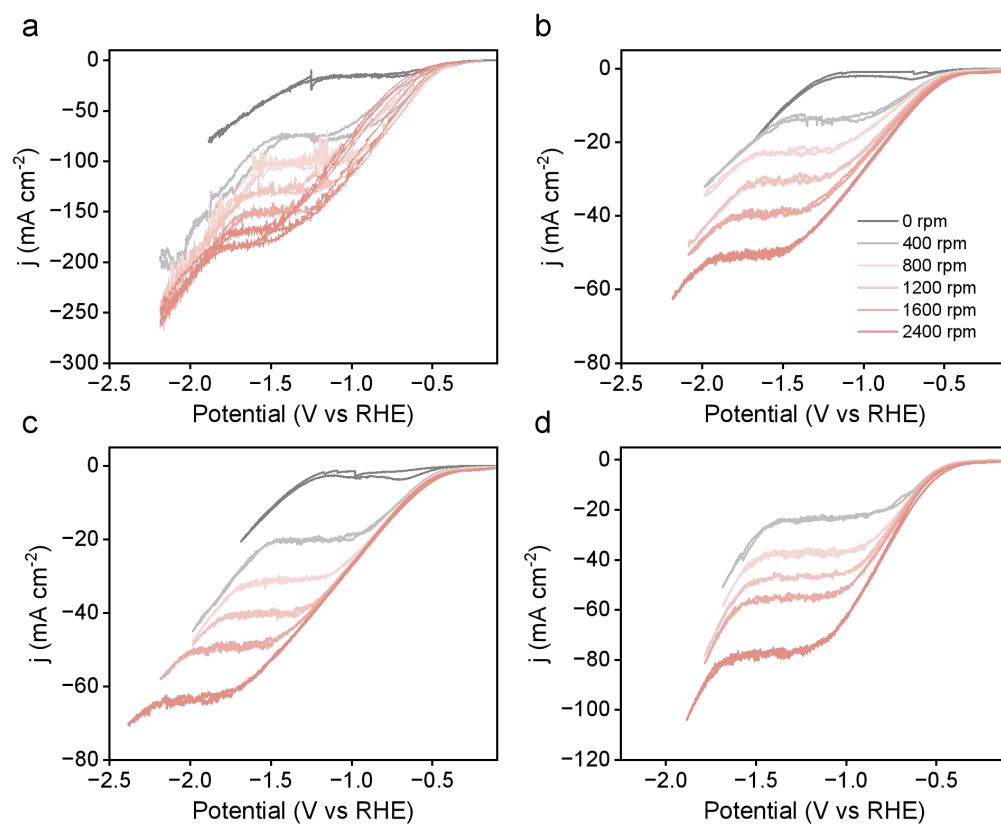 a
0
−50
−100
−150
−200
−250
−300
j (mA cm-2)
−2.5 −2.0 −1.5 −1.0 −0.5
Potential (V vs RHE)
b
0
−20
−40
−60
−80
j (mA cm-2)
0 rpm
400 rpm
800 rpm
1200 rpm
1600 rpm
2400 rpm
−2.5 −2.0 −1.5 −1.0 −0.5
Potential (V vs RHE)
c
0
−20
−40
−60
−80
j (mA cm-2)
−2.5 −2.0 −1.5 −1.0 −0.5
Potential (V vs RHE)
d
0
−20
−40
−60
−80
−100
−120
j (mA cm-2)
−2.0 −1.5 −1.0 −0.5
Potential (V vs RHE)